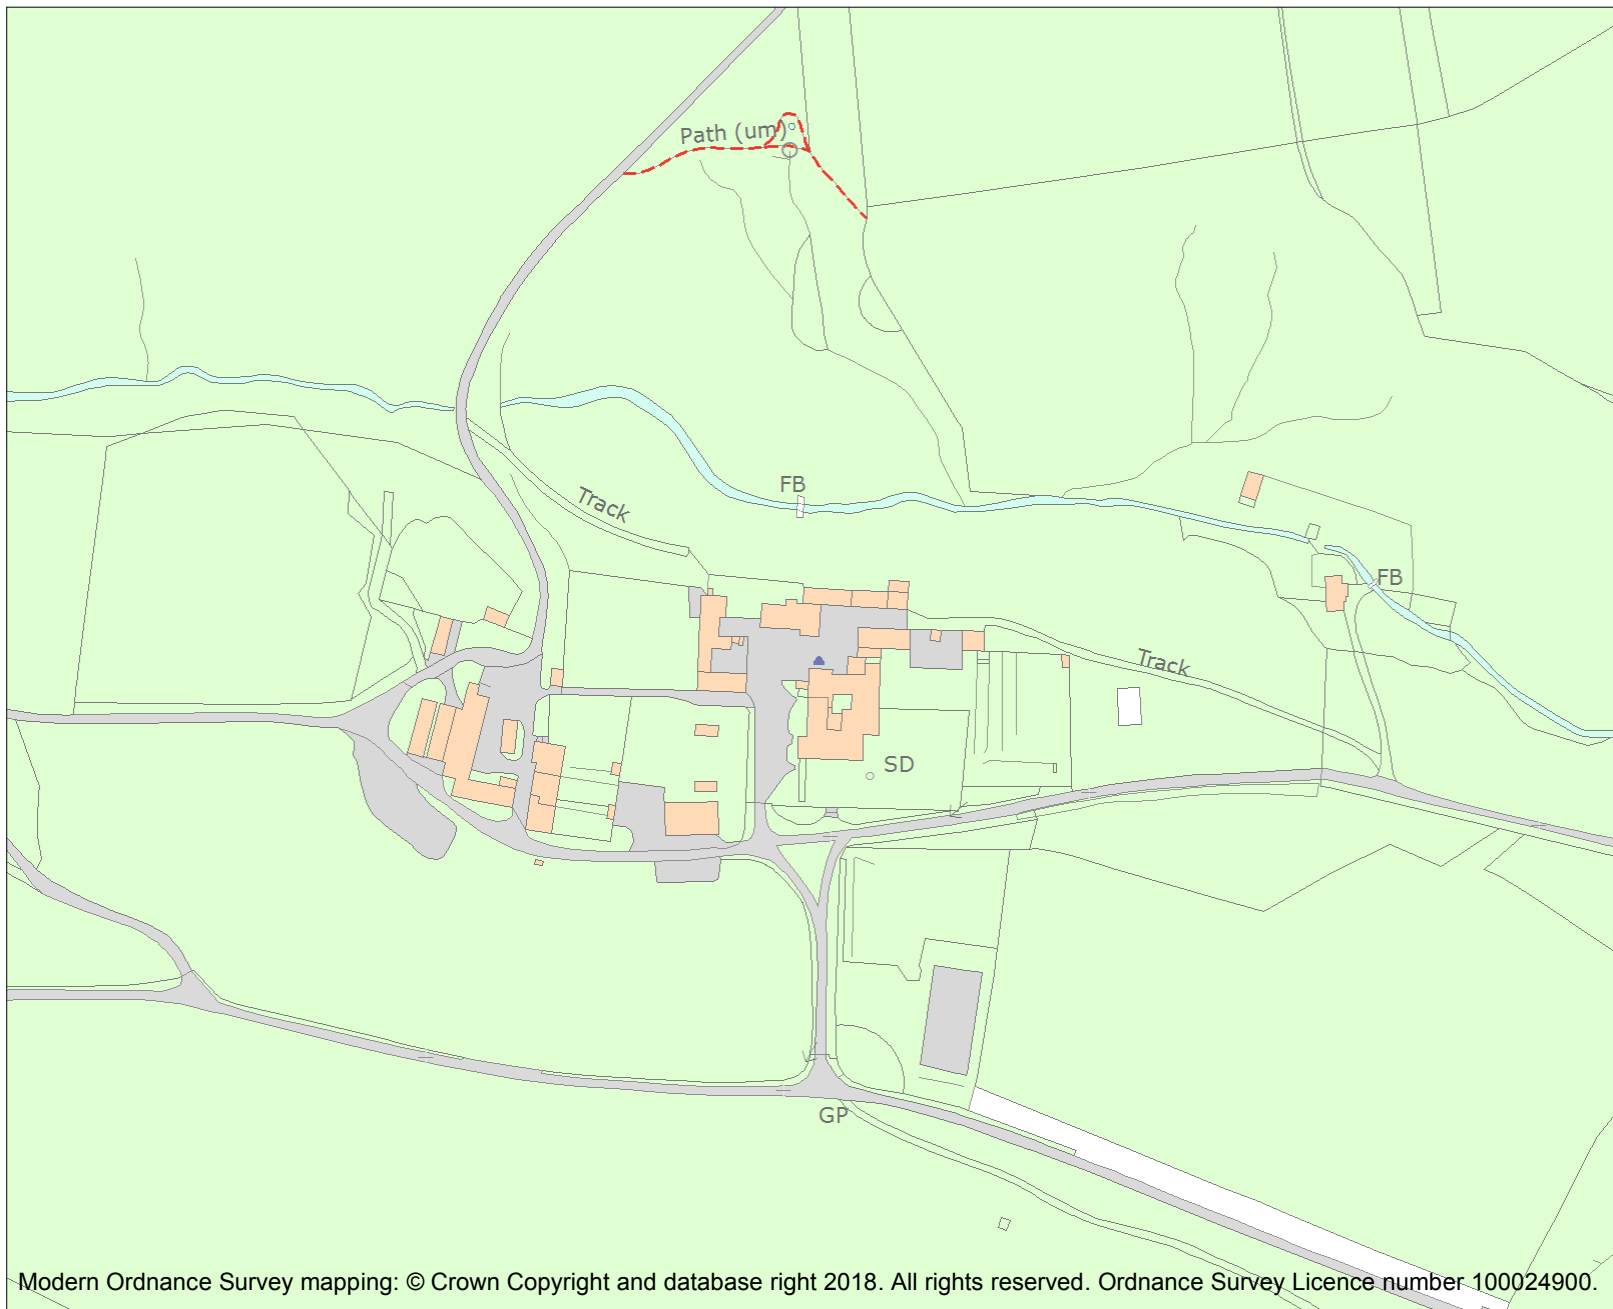 Path (um)
FB
Track
FB
Track
SD
GP
Modern Ordnance Survey mapping: © Crown Copyright and database right 2018. All rights reserved. Ordnance Survey Licence number 100024900.